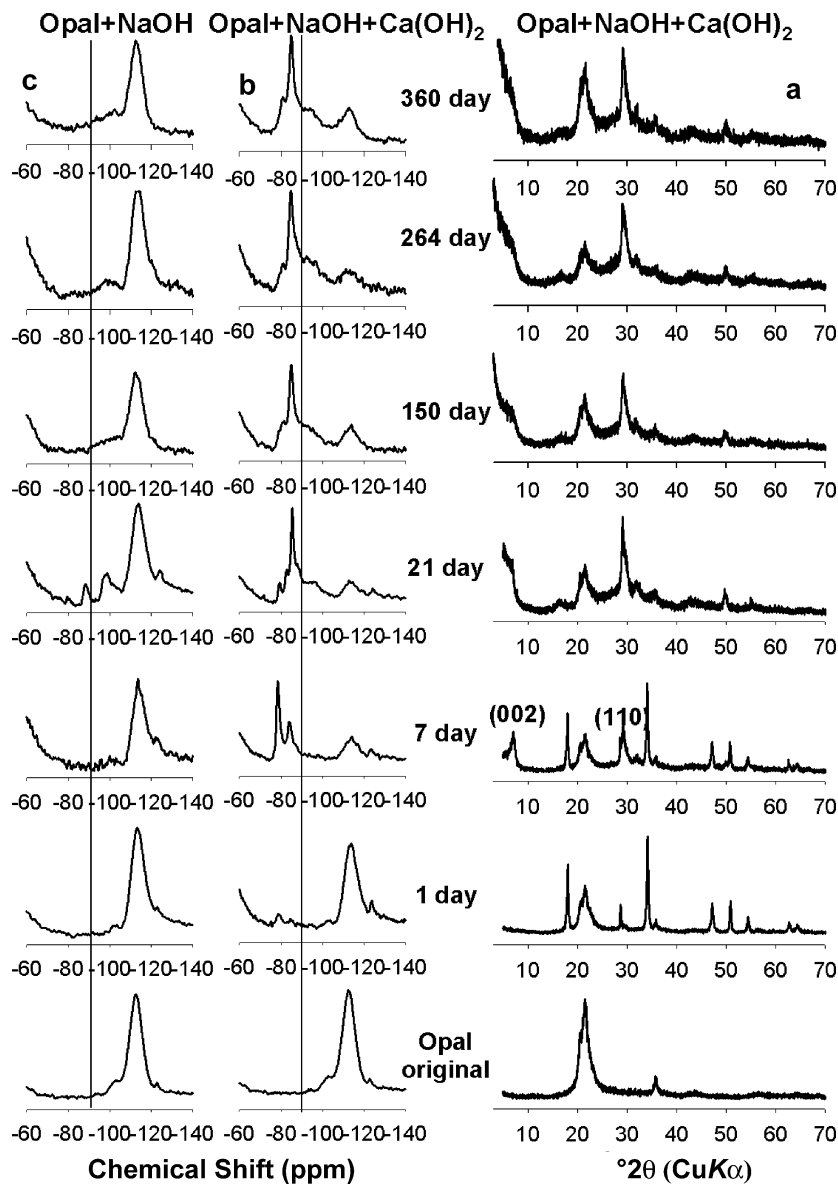 Opal+NaOH Opal+NaOH+Ca(OH)2 Opal+NaOH+Ca(OH)2
c b 360 day a
-60 -80 -100 -120 -140 -60 -80 -100 -120 -140 10 20 30 40 50 60 70
264 day
-60 -80 -100 -120 -140 -60 -80 -100 -120 -140 10 20 30 40 50 60 70
150 day
-60 -80 -100 -120 -140 -60 -80 -100 -120 -140 10 20 30 40 50 60 70
21 day
-60 -80 -100 -120 -140 -60 -80 -100 -120 -140 10 20 30 40 50 60 70
7 day (002) (110)
-60 -80 -100 -120 -140 -60 -80 -100 -120 -140 10 20 30 40 50 60 70
1 day
-60 -80 -100 -120 -140 -60 -80 -100 -120 -140 10 20 30 40 50 60 70
Opal
original
-60 -80 -100 -120 -140 -60 -80 -100 -120 -140 10 20 30 40 50 60 70
Chemical Shift (ppm) °2θ (CuKα)